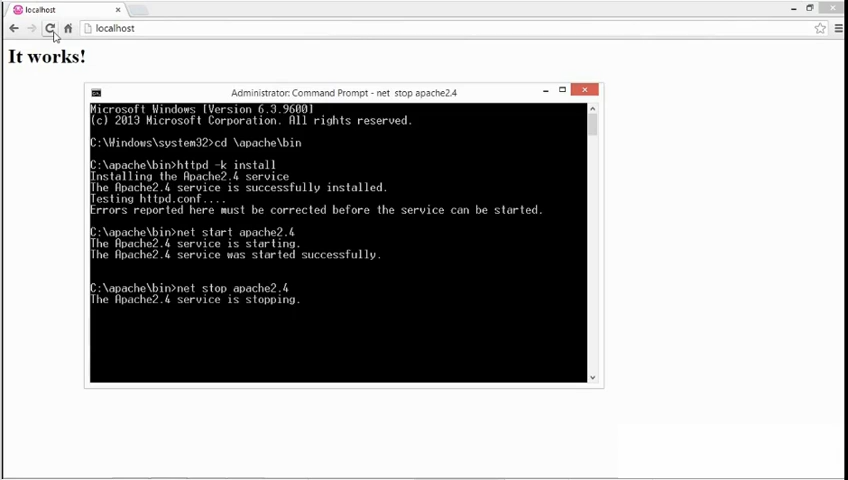 localhost
localhost
It works!
Administrator: Command Prompt - net stop apache2.4
Microsoft Windows [Version 6.3.9600]
(c) 2013 Microsoft Corporation. All rights reserved.
C:\Windows\system32>cd \apache\bin
C:\apache\bin>httpd -k install
Installing the Apache2.4 service
The Apache2.4 service is successfully installed.
Testing httpd.conf....
Errors reported here must be corrected before the service can be started.
C:\apache\bin>net start apache2.4
The Apache2.4 service is starting.
The Apache2.4 service was started successfully.
C:\apache\bin>net stop apache2.4
The Apache2.4 service is stopping.